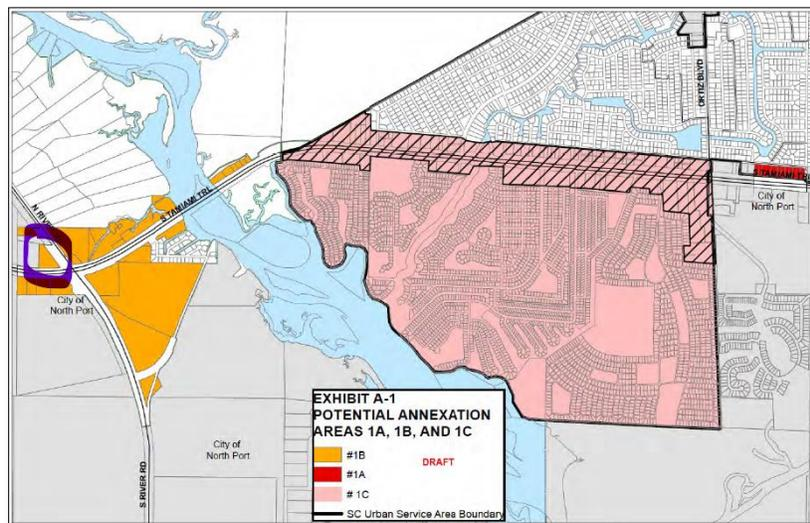 ORTIZ BLVD
S TAMIAMI TRL
S TAMIAMI TRL
City of
North Port
N RIVE
City of
North Port
City of
North Port
S RIVER RD
EXHIBIT A-1
POTENTIAL ANNEXATION
AREAS 1A, 1B, AND 1C
#1B
DRAFT
#1A
# 1C
SC Urban Service Area Boundary